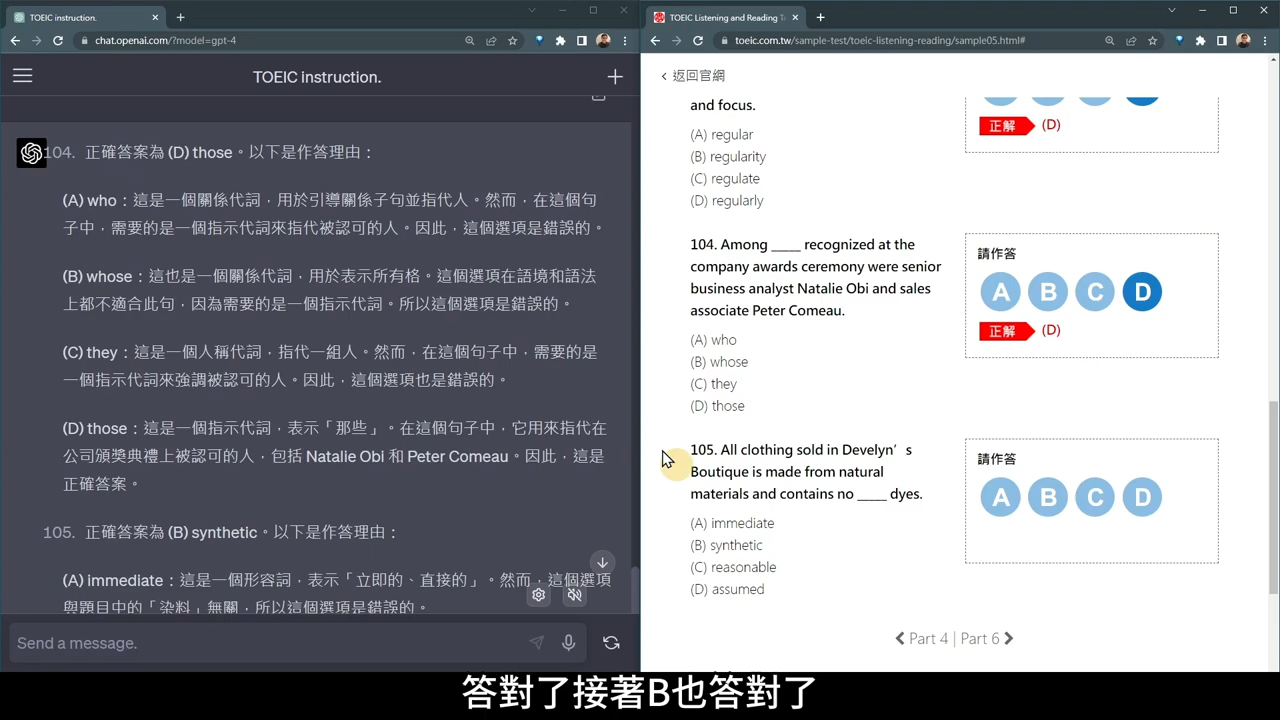 TOEIC instruction.
chat.openai.com/?model=gpt-4
TOEIC instruction.
104. 正確答案為 (D) those。以下是作答理由：
(A) who：這是一個關係代詞，用於引導關係子句並指代人。然而，在這個句
子中，需要的是一個指示代詞來指代被認可的人。因此，這個選項是錯誤的。
(B) whose：這也是一個關係代詞，用於表示所有格。這個選項在語境和語法
上都不適合此句，因為需要的是一個指示代詞。所以這個選項是錯誤的。
(C) they：這是一個人稱代詞，指代一組人。然而，在這個句子中，需要的是
一個指示代詞來強調被認可的人。因此，這個選項也是錯誤的。
(D) those：這是一個指示代詞，表示「那些」。在這個句子中，它用來指代在
公司頒獎典禮上被認可的人，包括 Natalie Obi 和 Peter Comeau。因此，這是
正確答案。
105. 正確答案為 (B) synthetic。以下是作答理由：
(A) immediate：這是一個形容詞，表示「立即的、直接的」。然而，這個選項
與題目中的「染料」無關，所以這個選項是錯誤的。
Send a message.
TOEIC Listening and Reading T
toeic.com.tw/sample-test/toeic-listening-reading/sample05.html#
返回官網
and focus.
(A) regular
(B) regularity
(C) regulate
(D) regularly
正解 (D)
104. Among _____ recognized at the
company awards ceremony were senior
business analyst Natalie Obi and sales
associate Peter Comeau.
(A) who
(B) whose
(C) they
(D) those
請作答
A B C D
正解 (D)
105. All clothing sold in Develyn’s
Boutique is made from natural
materials and contains no _____ dyes.
(A) immediate
(B) synthetic
(C) reasonable
(D) assumed
請作答
A B C D
Part 4 | Part 6
答對了接著B也答對了